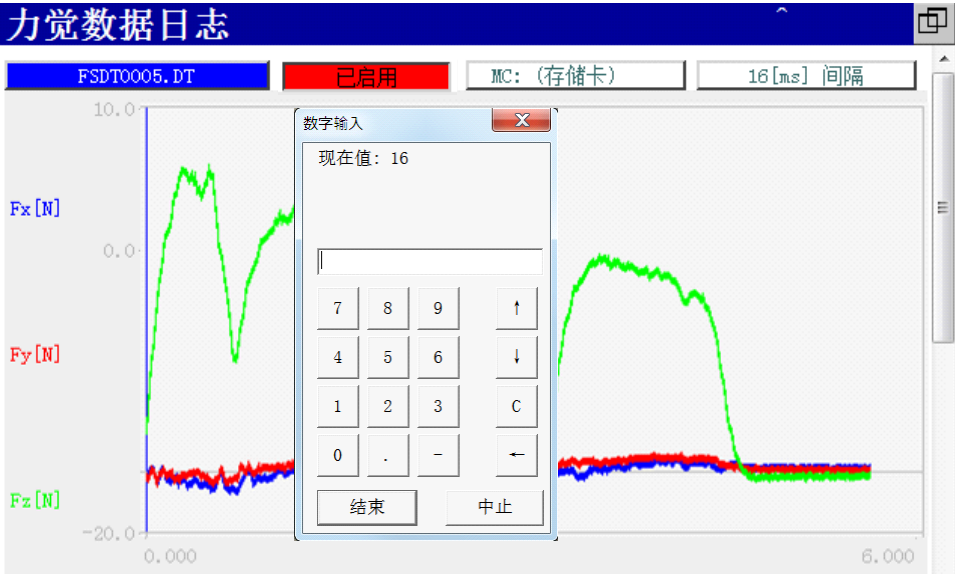 力觉数据日志
FSDT0005.DT 已启用 MC: (存储卡) 16[ms] 间隔
10.0
Fx[N]
0.0
Fy[N]
Fz[N]
-20.0
0.000 6.000
数字输入
现在值: 16
7 8 9 ↑
4 5 6 ↓
1 2 3 C
0 . - ←
结束 中止